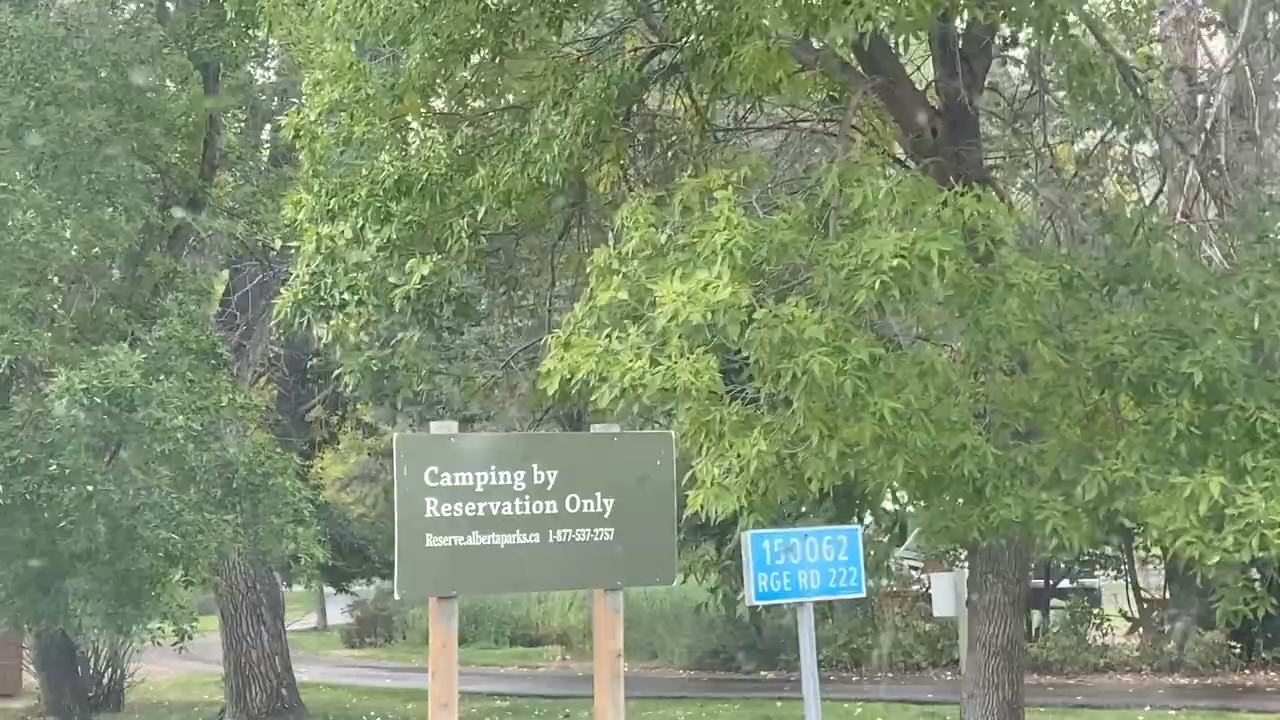 Camping by
Reservation Only
Reserve.albertaparks.ca 1-877-537-2757
150062
RGE RD 222